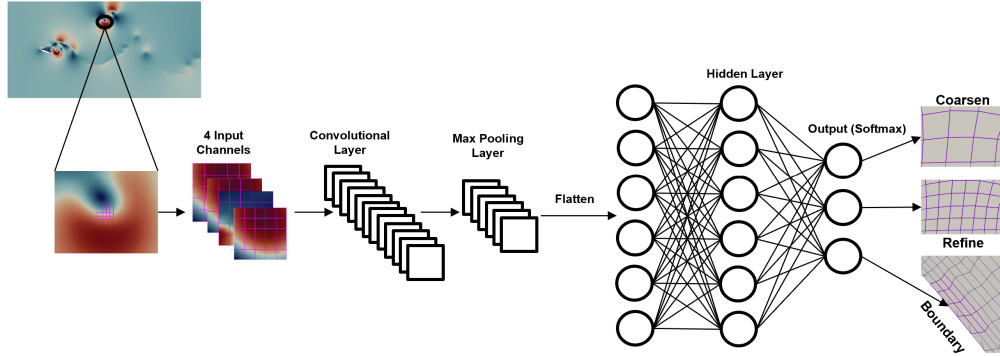 4 Input
Channels
Convolutional
Layer
Max Pooling
Layer
Flatten
Hidden Layer
Output (Softmax)
Coarsen
Refine
Boundary